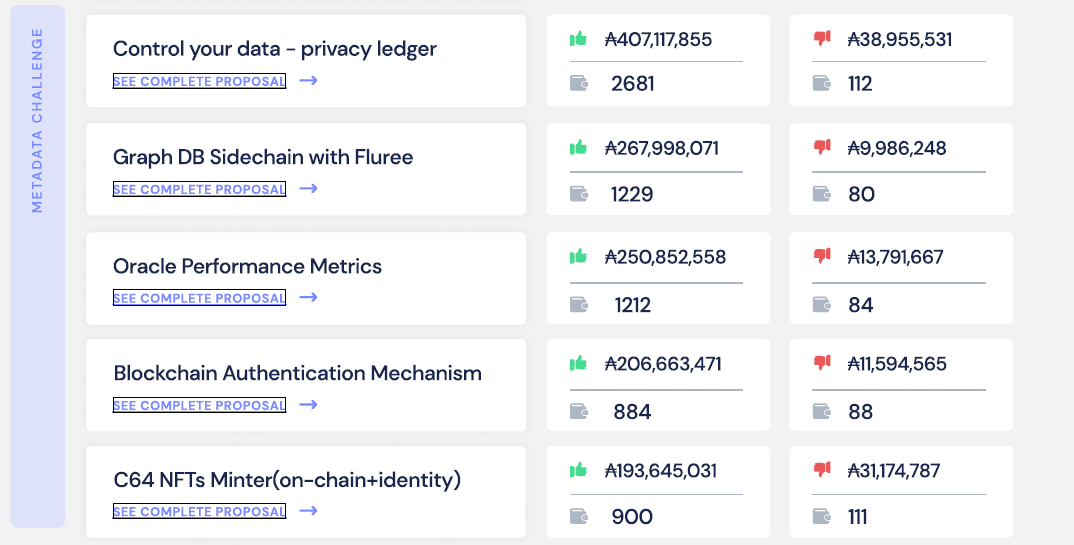 METADATA CHALLENGE
Control your data - privacy ledger
SEE COMPLETE PROPOSAL →
₳407,117,855
2681
₳38,955,531
112
Graph DB Sidechain with Fluree
SEE COMPLETE PROPOSAL →
₳267,998,071
1229
₳9,986,248
80
Oracle Performance Metrics
SEE COMPLETE PROPOSAL →
₳250,852,558
1212
₳13,791,667
84
Blockchain Authentication Mechanism
SEE COMPLETE PROPOSAL →
₳206,663,471
884
₳11,594,565
88
C64 NFTs Minter(on-chain+identity)
SEE COMPLETE PROPOSAL →
₳193,645,031
900
₳31,174,787
111